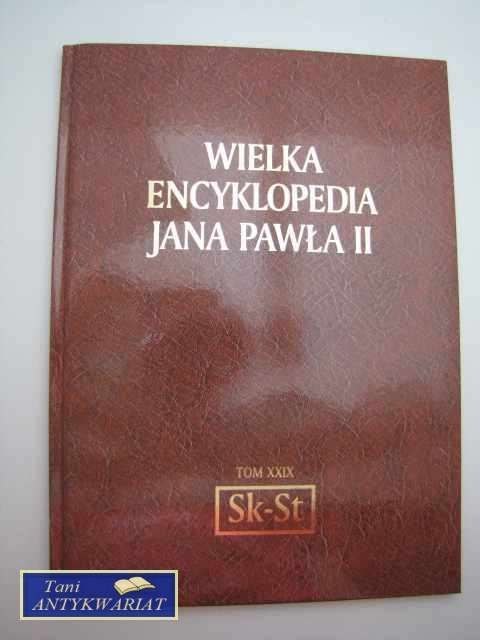 WIELKA
ENCYKLOPEDIA
JANA PAWŁA II
TOM XXIX
Sk-St
Tani
ANTYKWARIAT